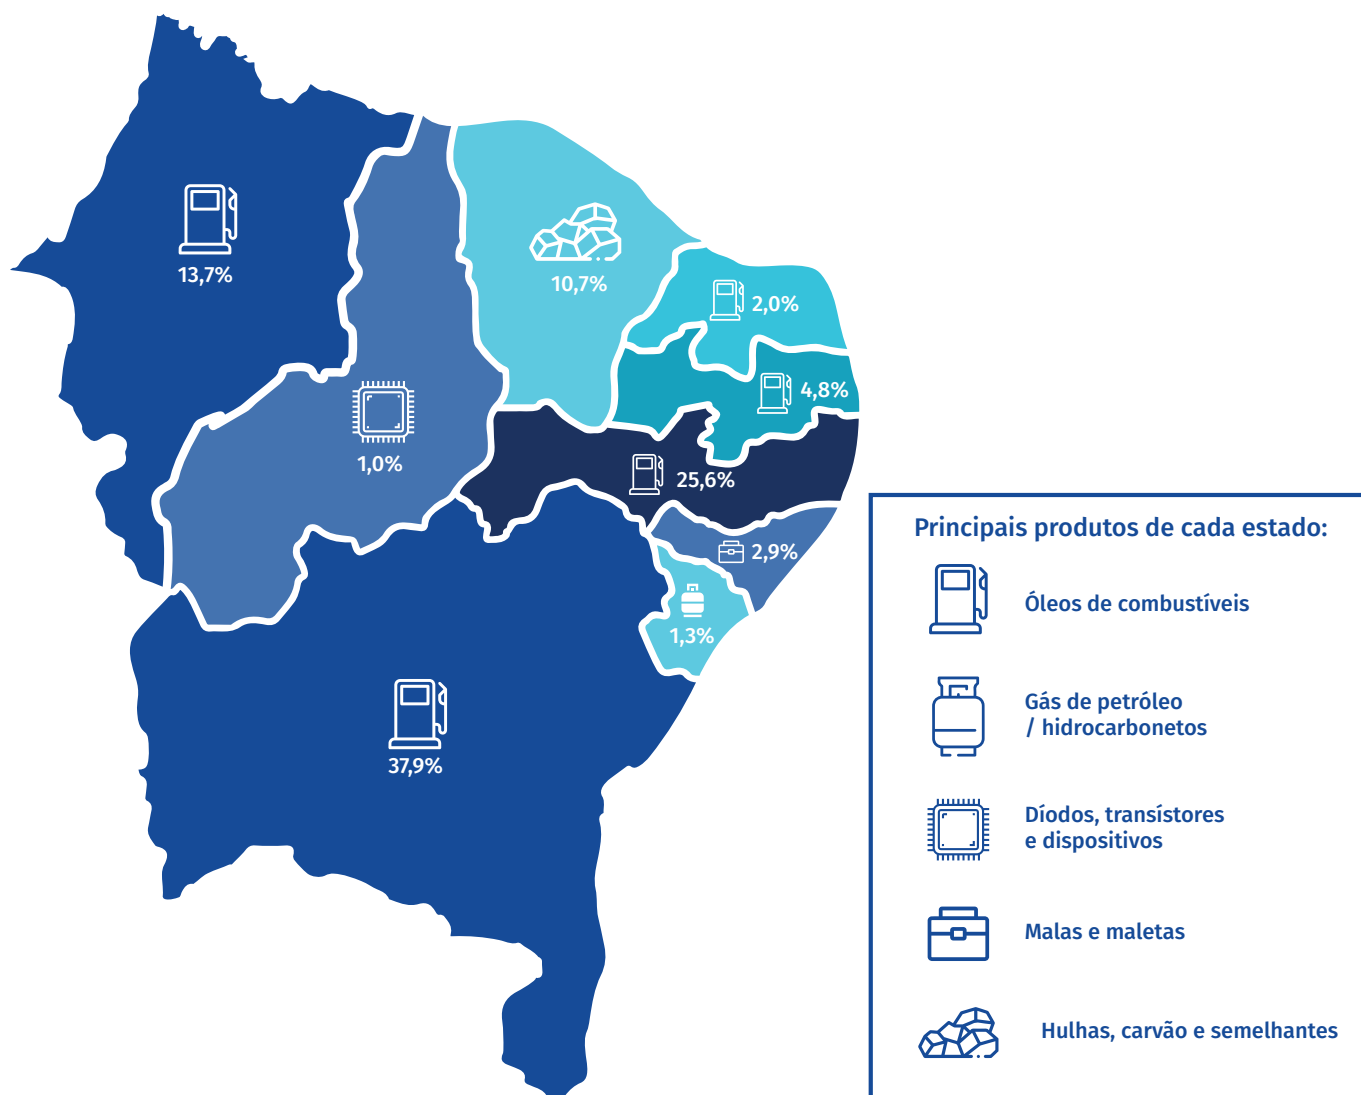 13,7%
10,7%
2,0%
4,8%
1,0%
25,6%
2,9%
1,3%
37,9%
Principais produtos de cada estado:
Óleos de combustíveis
Gás de petróleo
/ hidrocarbonetos
Díodos, transístores
e dispositivos
Malas e maletas
Hulhas, carvão e semelhantes